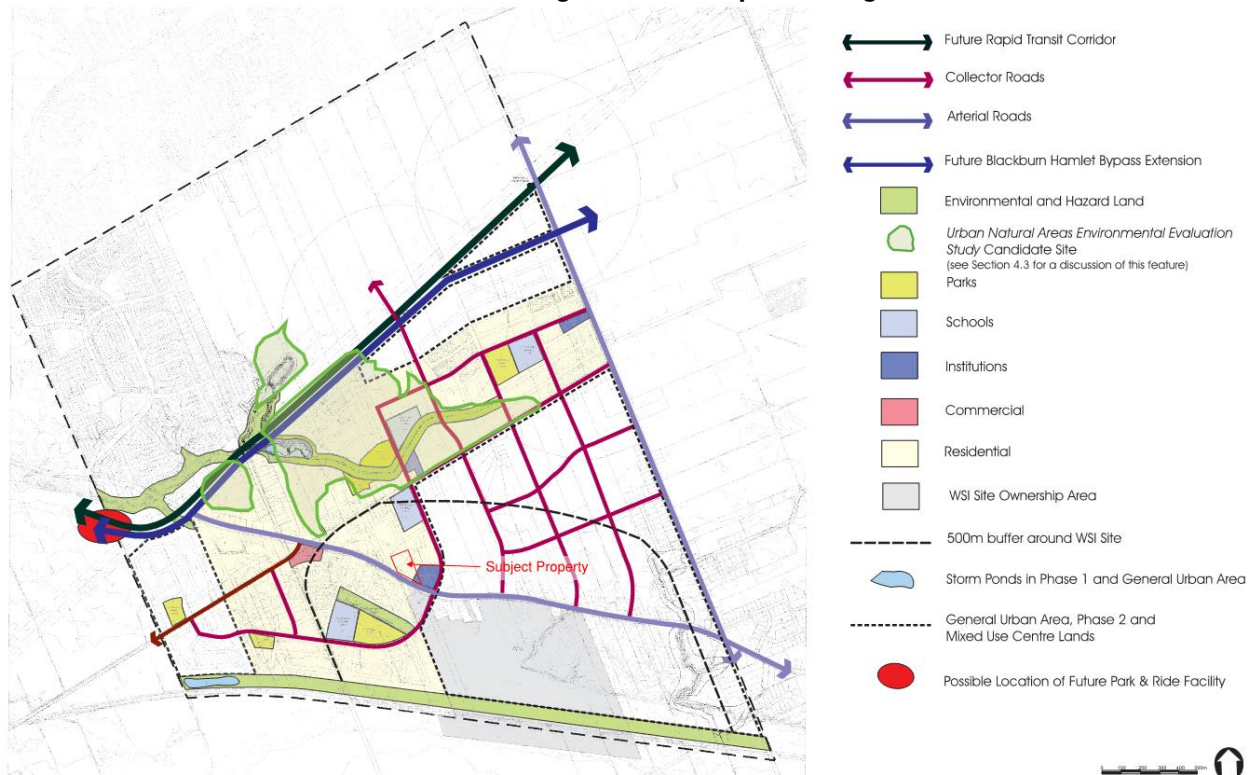 Future Rapid Transit Corridor
Collector Roads
Arterial Roads
Future Blackburn Hamlet Bypass Extension
Environmental and Hazard Land
Urban Natural Areas Environmental Evaluation
Study Candidate Site
(see Section 4.3 for a discussion of this feature)
Parks
Schools
Institutions
Commercial
Residential
WSI Site Ownership Area
500m buffer around WSI Site
Storm Ponds in Phase 1 and General Urban Area
General Urban Area, Phase 2 and
Mixed Use Centre Lands
Possible Location of Future Park & Ride Facility
Subject Property